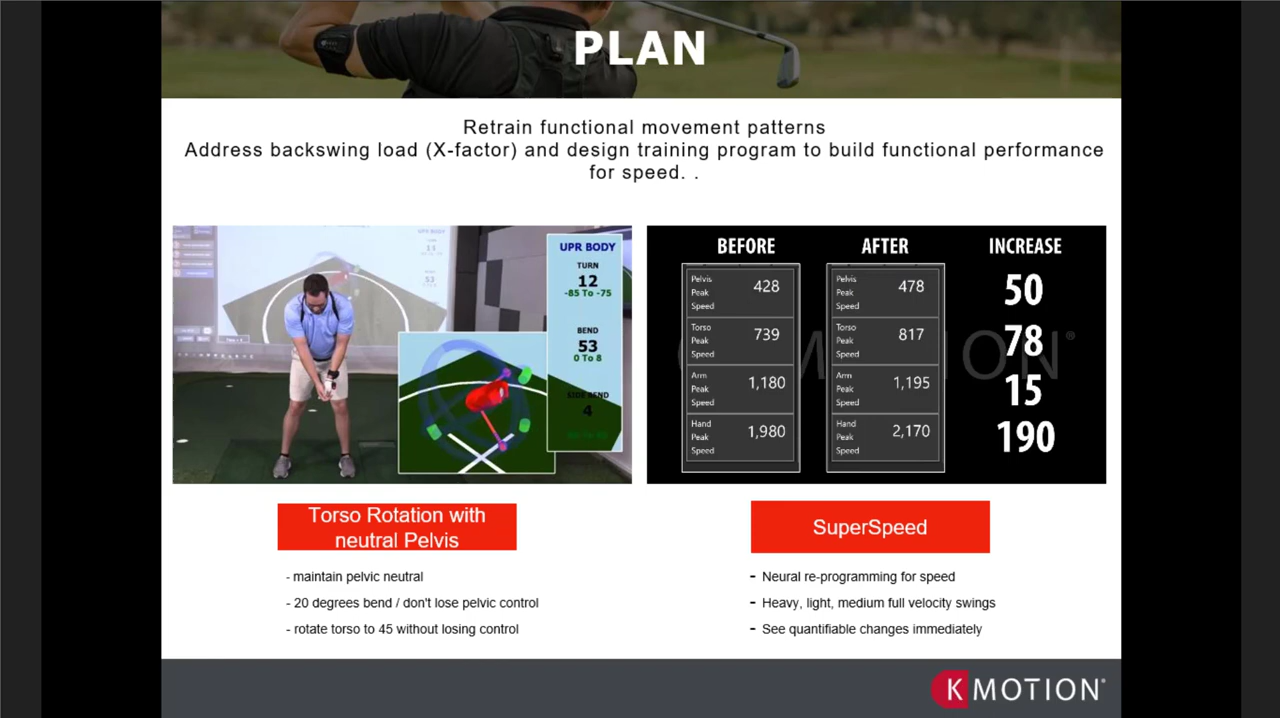 PLAN
Retrain functional movement patterns
Address backswing load (X-factor) and design training program to build functional performance
for speed. .
UPR BODY
TURN
12
-85 To -75
BEND
53
0 To 8
SIDE BEND
4
BEFORE
AFTER
INCREASE
Pelvis
Peak
Speed
428
Pelvis
Peak
Speed
478
50
Torso
Peak
Speed
739
Torso
Peak
Speed
817
78
Arm
Peak
Speed
1,180
Arm
Peak
Speed
1,195
15
Hand
Peak
Speed
1,980
Hand
Peak
Speed
2,170
190
Torso Rotation with
neutral Pelvis
- maintain pelvic neutral
- 20 degrees bend / don't lose pelvic control
- rotate torso to 45 without losing control
SuperSpeed
- Neural re-programming for speed
- Heavy, light, medium full velocity swings
- See quantifiable changes immediately
K MOTION®